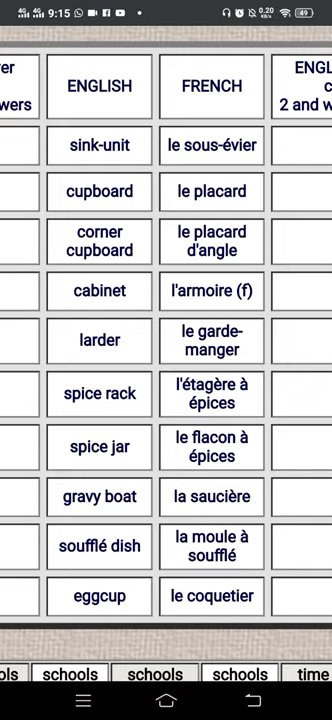 9:15
0.20
KB/s
49
er
wers
ENGLISH
FRENCH
ENGL
c
2 and w
sink-unit
le sous-évier
cupboard
le placard
corner
cupboard
le placard
d'angle
cabinet
l'armoire (f)
larder
le garde-
manger
spice rack
l'étagère à
épices
spice jar
le flacon à
épices
gravy boat
la saucière
soufflé dish
la moule à
soufflé
eggcup
le coquetier
ols
schools
schools
schools
time